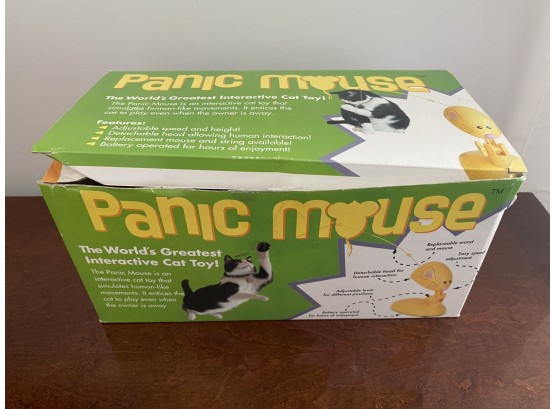 Panic mouse
The World's Greatest Interactive Cat Toy!
The Panic Mouse is an interactive cat toy that
simulates human-like movements. It entices the
cat to play even when the owner is away.
Features:
Adjustable speed and height!
Detachable head allowing human interaction!
Replacement mouse and string available!
Battery operated for hours of enjoyment!
Panic mouse TM
The World's Greatest
Interactive Cat Toy!
The Panic Mouse is an
interactive cat toy that
simulates human-like
movements. It entices the
cat to play even when
the owner is away.
Replaceable wand
and mouse
Easy speed
adjustment
Detachable head for
human interaction
Adjustable lever
for different positions
Battery operated
for hours of enjoyment